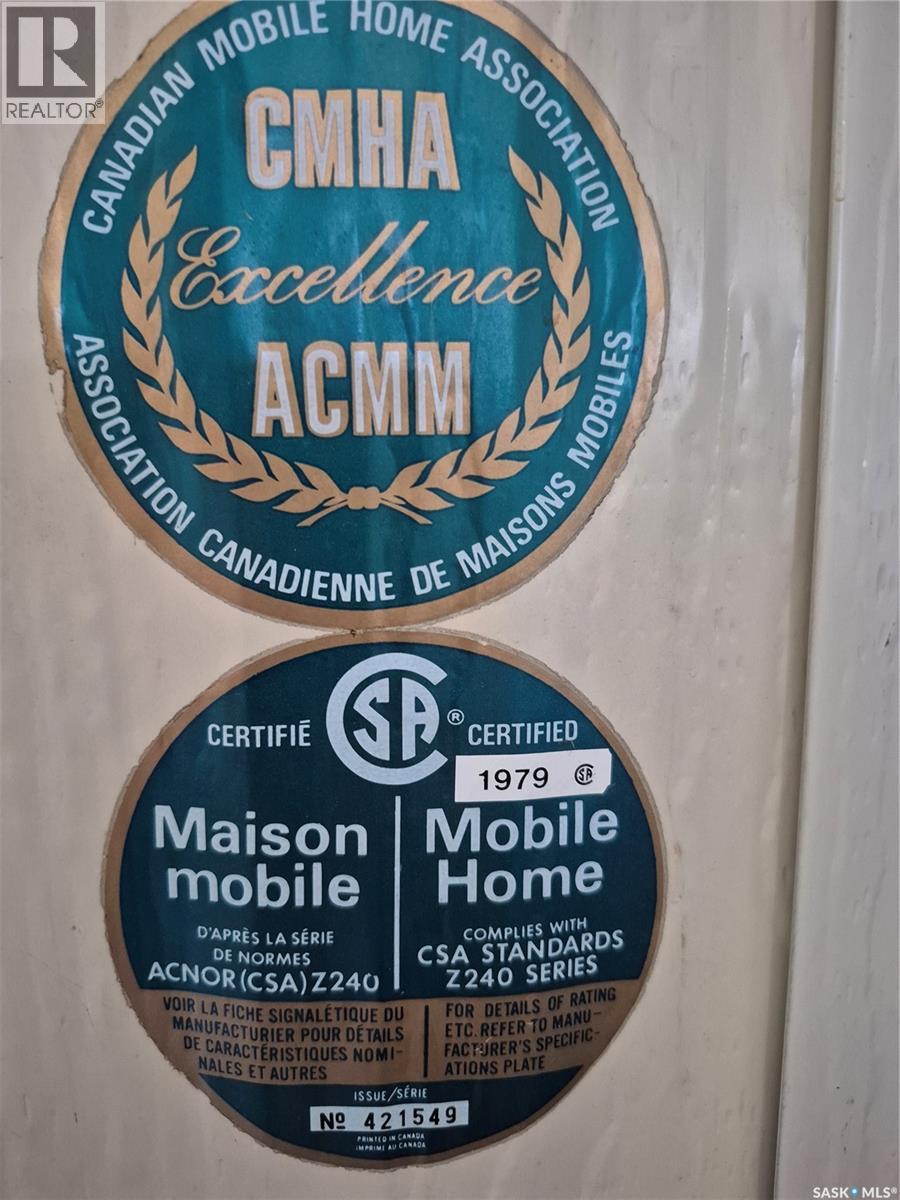 R
REALTOR®
CANADIAN MOBILE HOME ASSOCIATION
CMHA
Excellence
ACMM
ASSOCIATION CANADIENNE DE MAISONS MOBILES
CSA ®
CERTIFIÉ
CERTIFIED
1979 CSA
Maison
mobile
Mobile
Home
D'APRÈS LA SÉRIE
DE NORMES
ACNOR (CSA) Z240
COMPLIES WITH
CSA STANDARDS
Z240 SERIES
VOIR LA FICHE SIGNALÉTIQUE DU
MANUFACTURIER POUR DÉTAILS
DE CARACTÉRISTIQUES NOMI-
NALES ET AUTRES
FOR DETAILS OF RATING
ETC. REFER TO MANU-
FACTURER'S SPECIFIC-
ATIONS PLATE
ISSUE/SÉRIE
Nº 421549
PRINTED IN CANADA
IMPRIMÉ AU CANADA
SASK MLS®